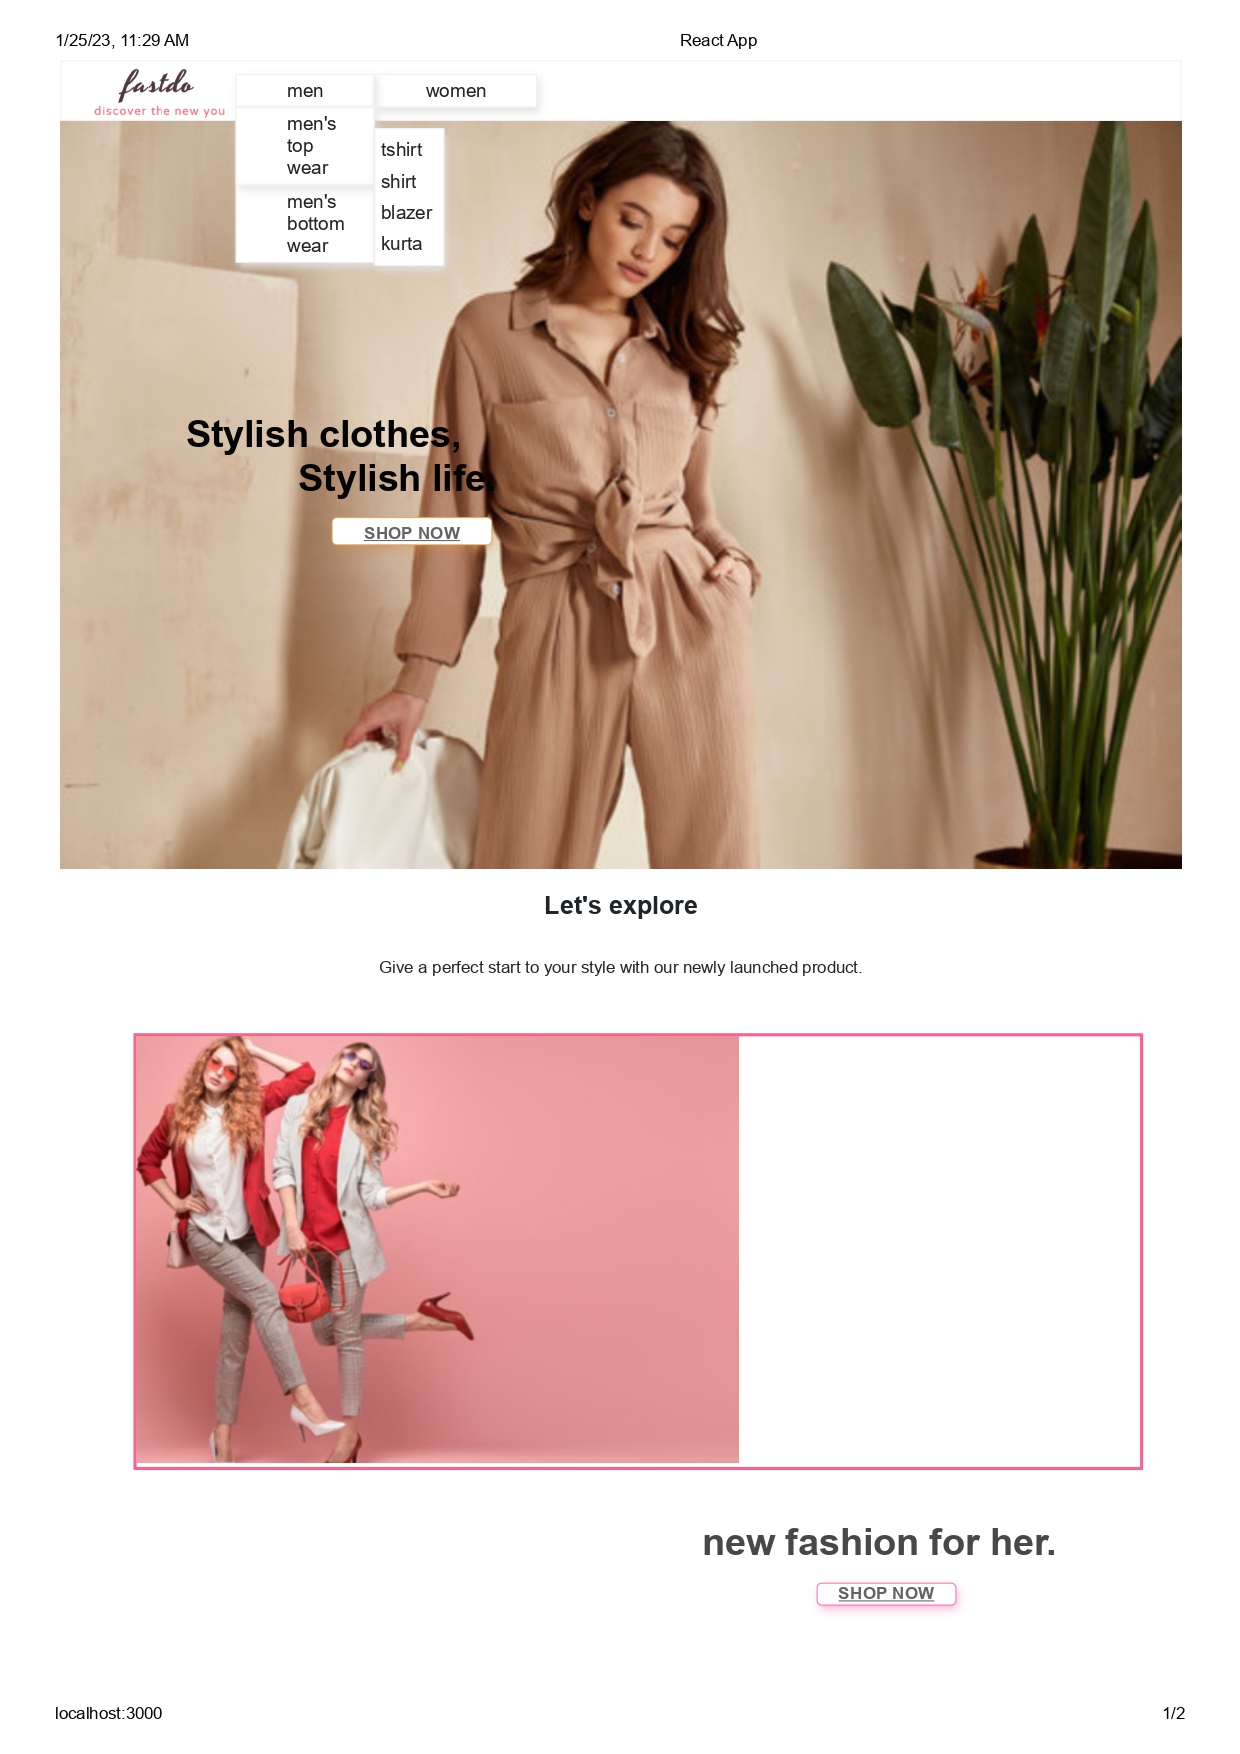 1/25/23, 11:29 AM React App
fastdo
discover the new you
men women
men's
top
wear
men's
bottom
wear
tshirt
shirt
blazer
kurta
Stylish clothes,
Stylish life.
SHOP NOW
Let's explore
Give a perfect start to your style with our newly launched product.
new fashion for her.
SHOP NOW
localhost:3000 1/2